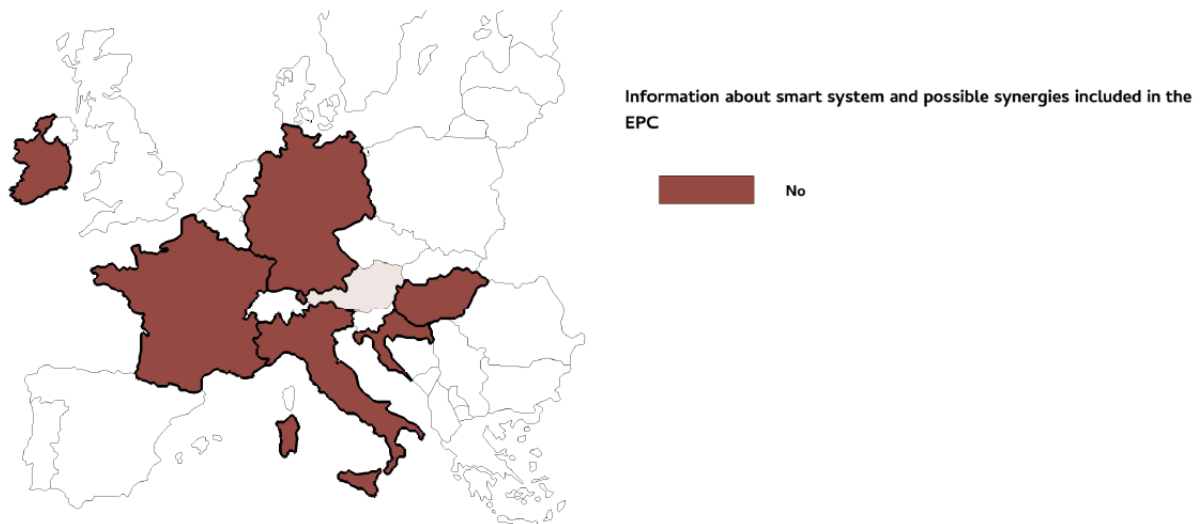 Information about smart system and possible synergies included in the
EPC
No